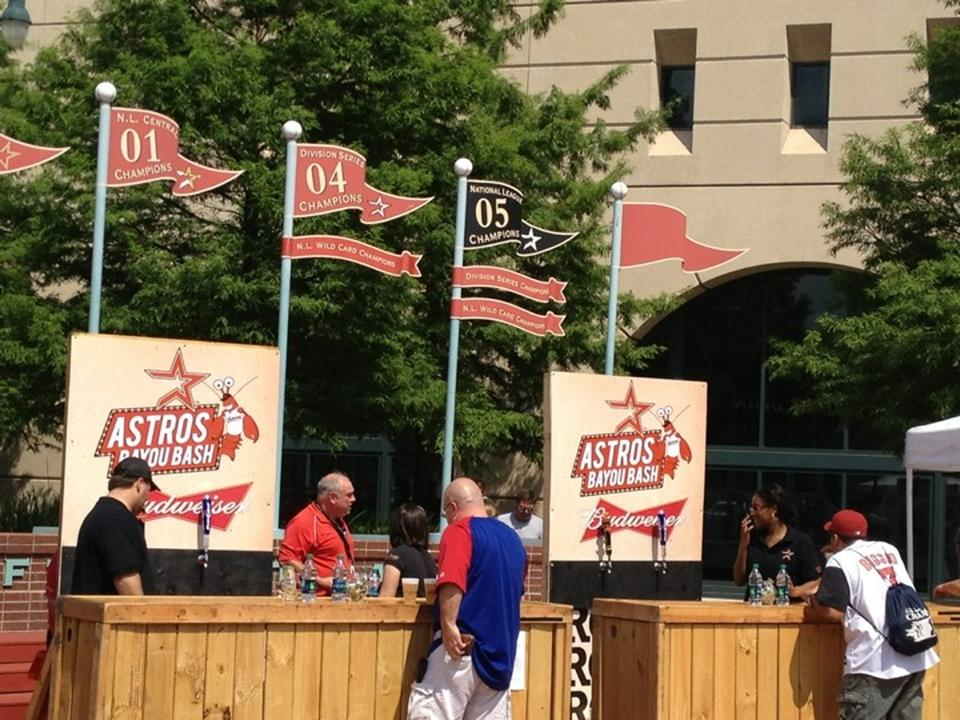 N.L. CENTRAL
01
CHAMPIONS
DIVISION SERIES
04
CHAMPIONS
N.L. WILD CARD CHAMPIONS
NATIONAL LEAGUE
05
CHAMPIONS
DIVISION SERIES CHAMPIONS
N.L. WILD CARD CHAMPIONS
ASTROS
BAYOU BASH
Budweiser
ASTROS
BAYOU BASH
Budweiser
F